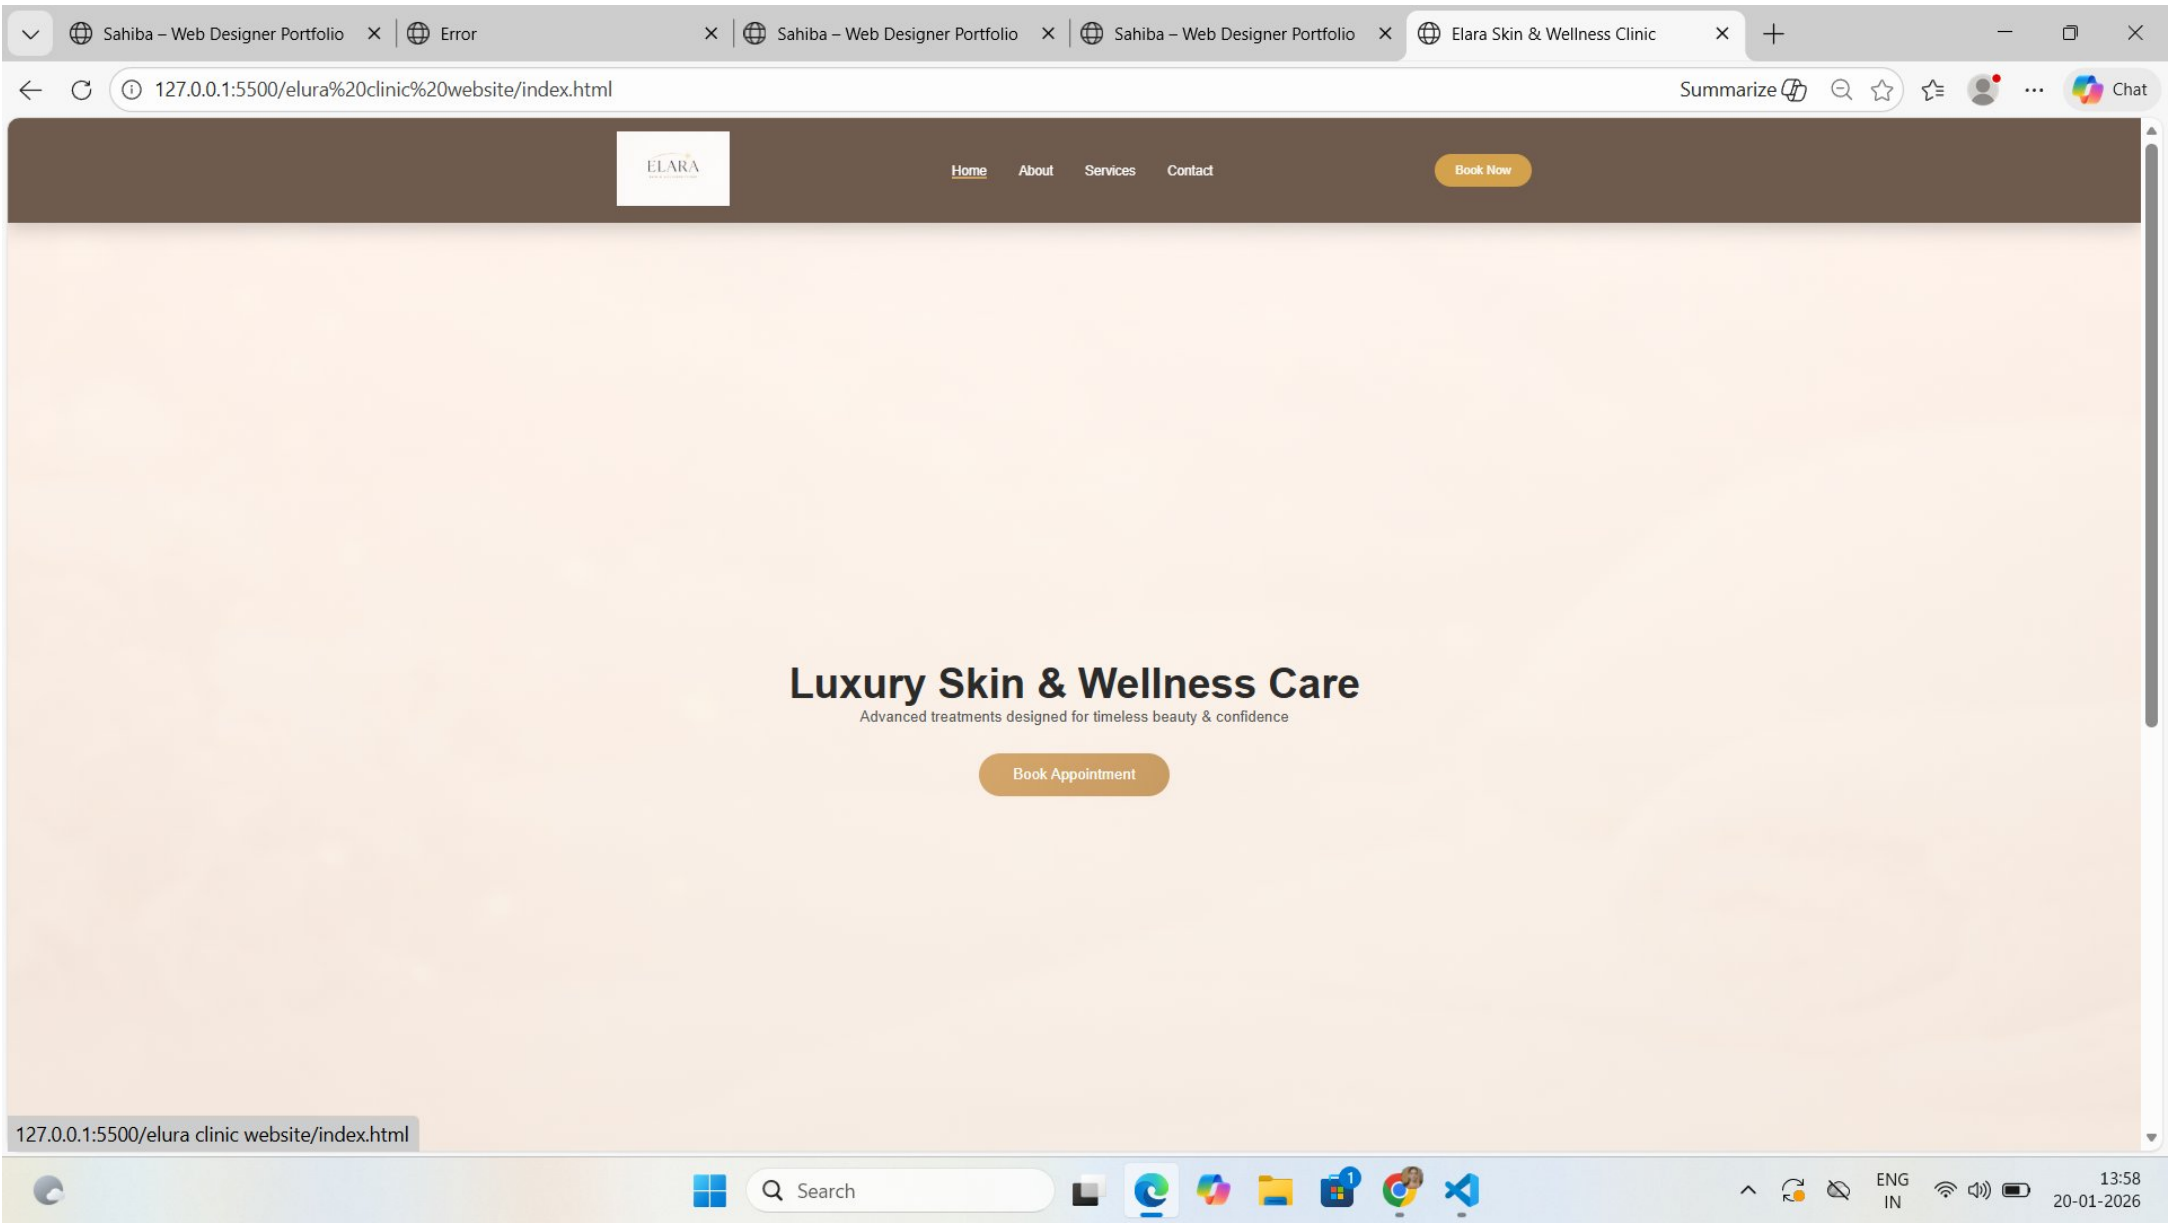 Sahiba – Web Designer Portfolio
Error
Sahiba – Web Designer Portfolio
Sahiba – Web Designer Portfolio
Elara Skin & Wellness Clinic
127.0.0.1:5500/elura%20clinic%20website/index.html
Summarize
Chat
ELARA
Home
About
Services
Contact
Book Now
Luxury Skin & Wellness Care
Advanced treatments designed for timeless beauty & confidence
Book Appointment
127.0.0.1:5500/elura clinic website/index.html
Search
1
ENG
IN
13:58
20-01-2026